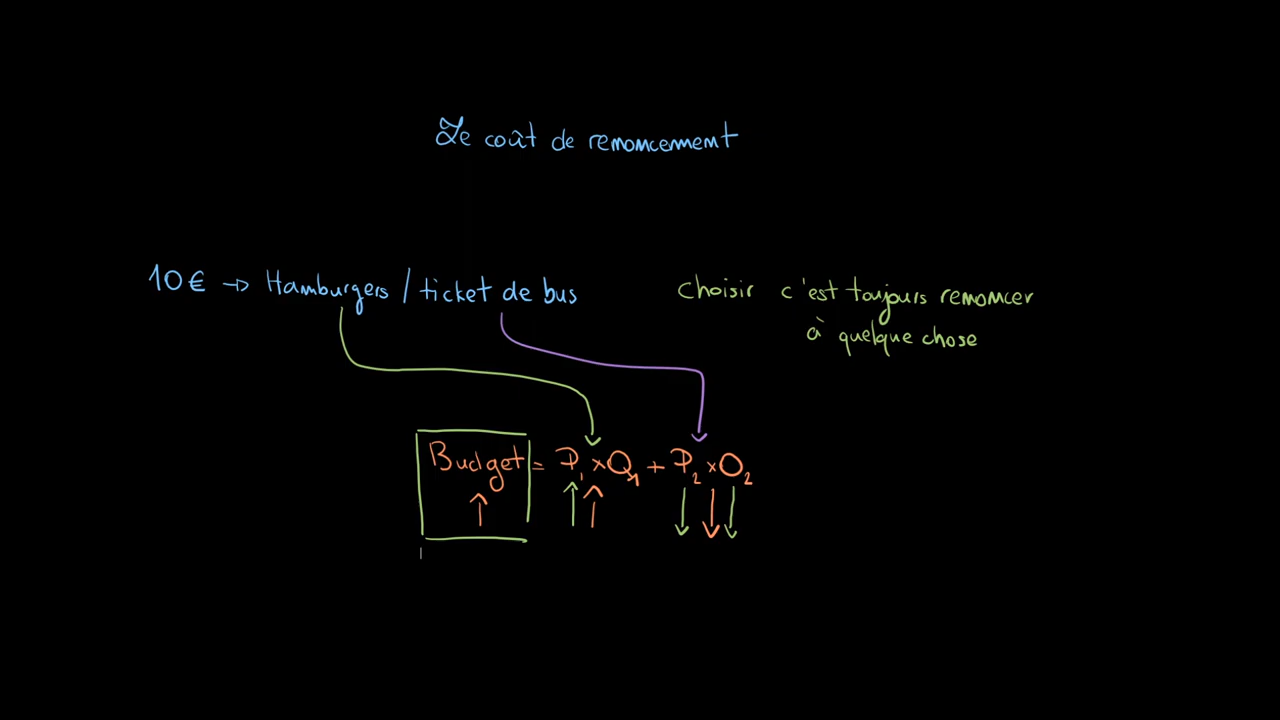 Le coût de renoncement
10€ → Hamburgers / ticket de bus
choisir c'est toujours renoncer
à quelque chose
Budget = P₁ × Q₁ + P₂ × Q₂